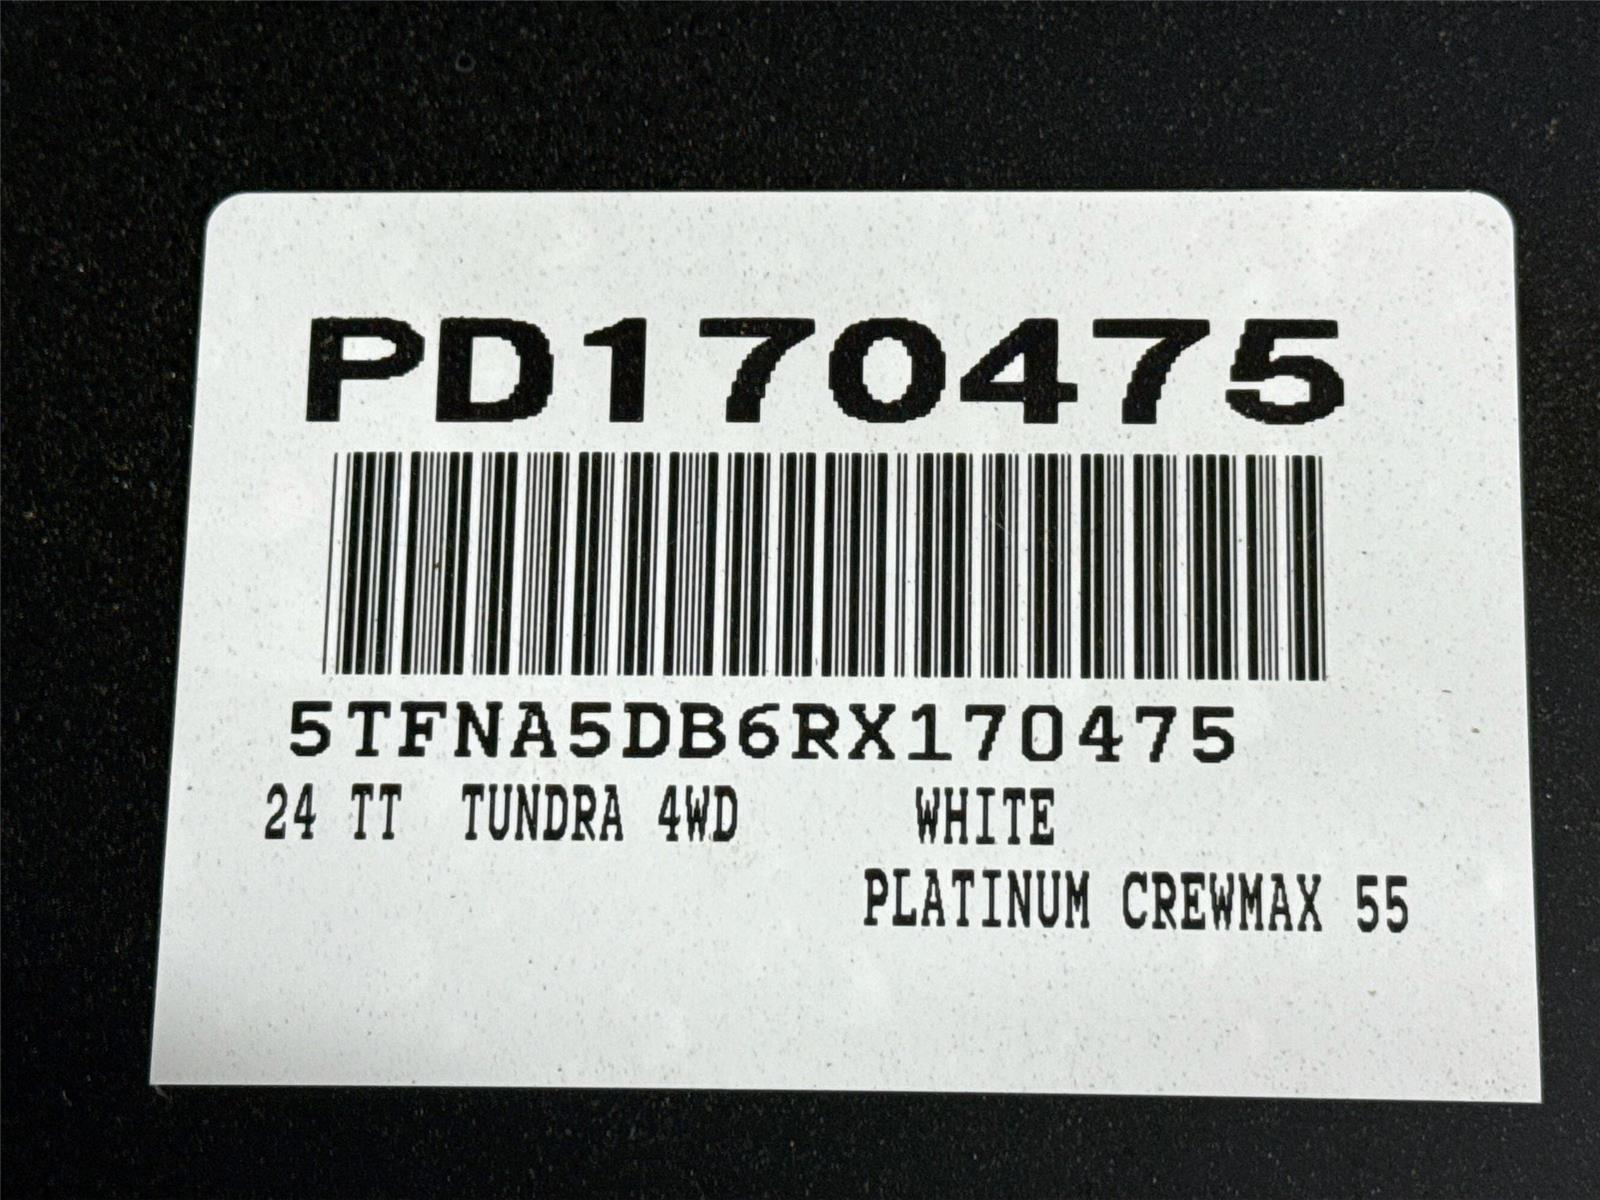 PD170475
5TFNA5DB6RX170475
24 TT TUNDRA 4WD WHITE
PLATINUM CREWMAX 55